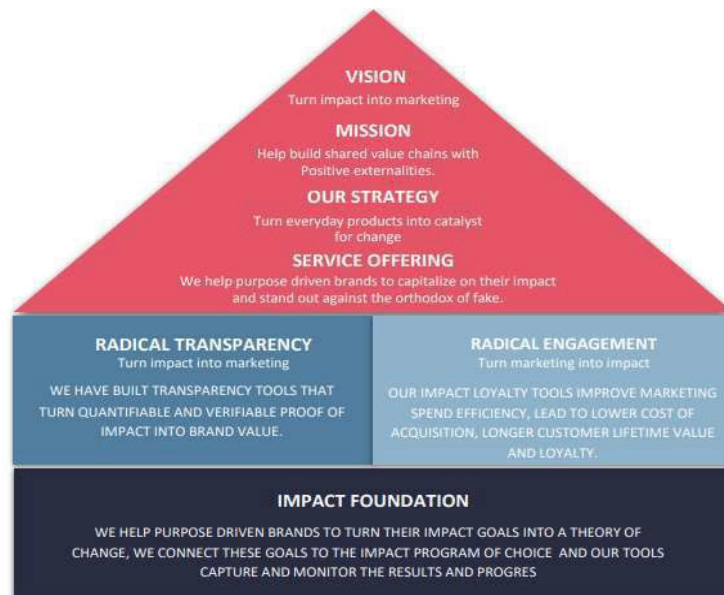 VISION
Turn impact into marketing
MISSION
Help build shared value chains with
Positive externalities.
OUR STRATEGY
Turn everyday products into catalyst
for change
SERVICE OFFERING
We help purpose driven brands to capitalize on their impact
and stand out against the orthodox of fake.
RADICAL TRANSPARENCY
Turn impact into marketing
WE HAVE BUILT TRANSPARENCY TOOLS THAT
TURN QUANTIFIABLE AND VERIFIABLE PROOF OF
IMPACT INTO BRAND VALUE.
RADICAL ENGAGEMENT
Turn marketing into impact
OUR IMPACT LOYALTY TOOLS IMPROVE MARKETING
SPEND EFFICIENCY, LEAD TO LOWER COST OF
ACQUISITION, LONGER CUSTOMER LIFETIME VALUE
AND LOYALTY.
IMPACT FOUNDATION
WE HELP PURPOSE DRIVEN BRANDS TO TURN THEIR IMPACT GOALS INTO A THEORY OF
CHANGE, WE CONNECT THESE GOALS TO THE IMPACT PROGRAM OF CHOICE AND OUR TOOLS
CAPTURE AND MONITOR THE RESULTS AND PROGRES